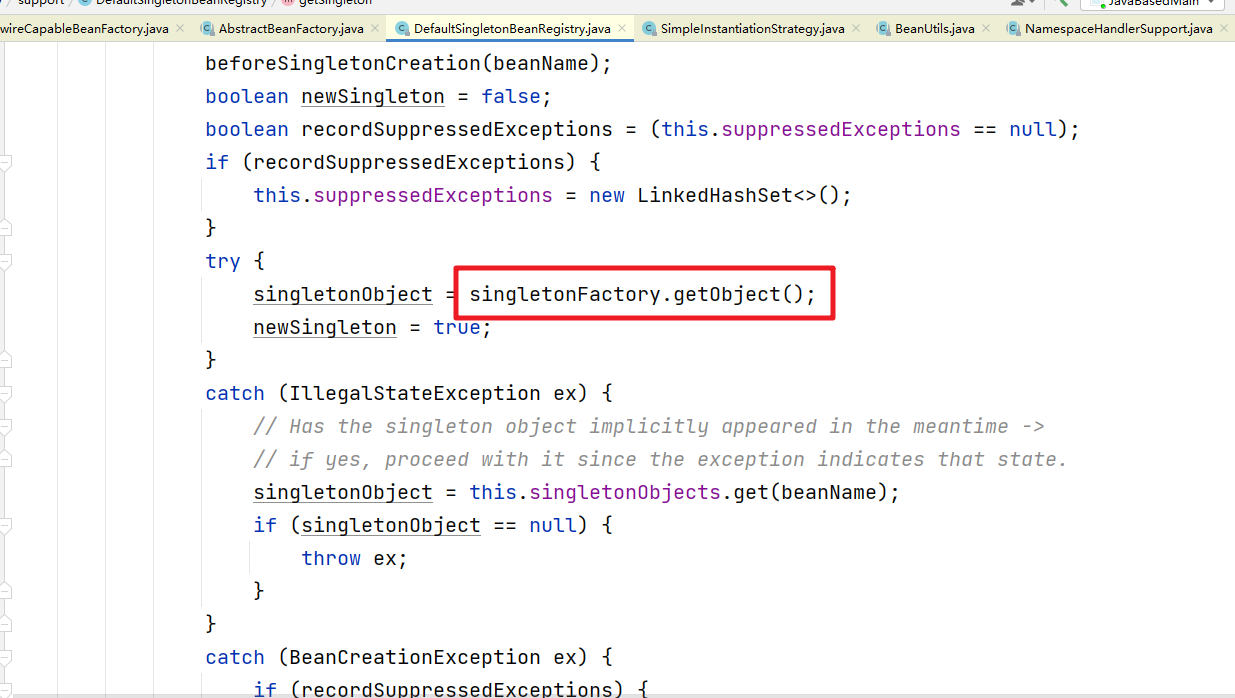 support DefaultSingletonBeanRegistry getSingleton JavaBasedMain
wireCapableBeanFactory.java AbstractBeanFactory.java DefaultSingletonBeanRegistry.java SimpleInstantiationStrategy.java BeanUtils.java NamespaceHandlerSupport.java
beforeSingletonCreation(beanName);
boolean newSingleton = false;
boolean recordSuppressedExceptions = (this.suppressedExceptions == null);
if (recordSuppressedExceptions) {
this.suppressedExceptions = new LinkedHashSet<>();
}
try {
singletonObject = singletonFactory.getObject();
newSingleton = true;
}
catch (IllegalStateException ex) {
// Has the singleton object implicitly appeared in the meantime ->
// if yes, proceed with it since the exception indicates that state.
singletonObject = this.singletonObjects.get(beanName);
if (singletonObject == null) {
throw ex;
}
}
catch (BeanCreationException ex) {
if (recordSuppressedExceptions) {